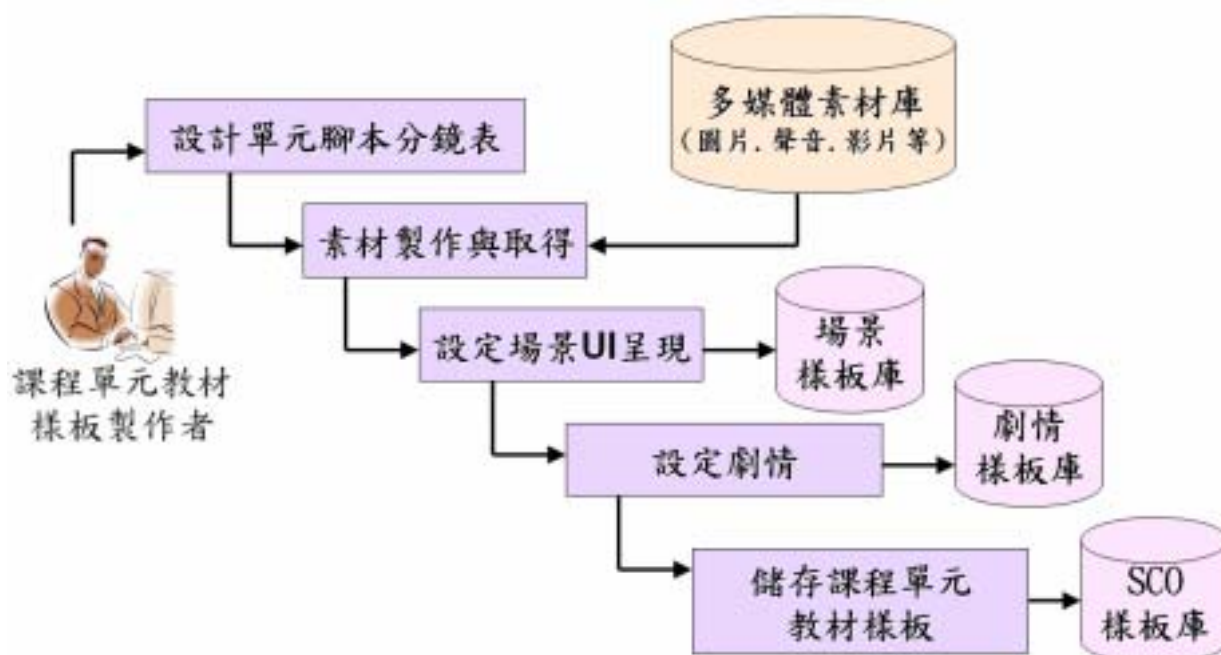 多媒體素材庫
(圖片.聲音.影片等)
設計單元腳本分鏡表
素材製作與取得
設定場景UI呈現
場景
樣板庫
課程單元教材
樣板製作者
設定劇情
劇情
樣板庫
儲存課程單元
教材樣板
SCO
樣板庫